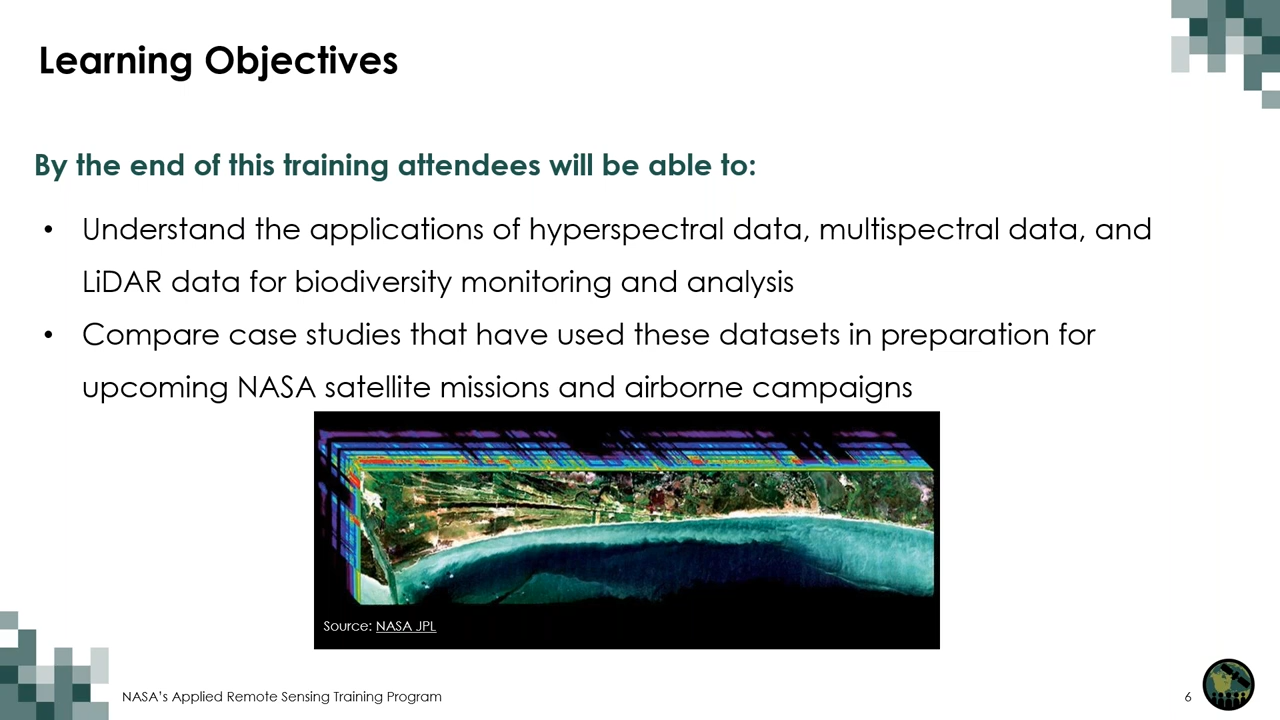 Learning Objectives
By the end of this training attendees will be able to:
• Understand the applications of hyperspectral data, multispectral data, and
LiDAR data for biodiversity monitoring and analysis
• Compare case studies that have used these datasets in preparation for
upcoming NASA satellite missions and airborne campaigns
Source: NASA JPL
NASA's Applied Remote Sensing Training Program
6